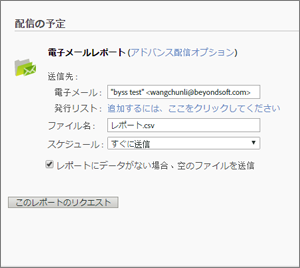 配信の予定
電子メールレポート (アドバンス配信オプション)
送信先 :
電子メール : "byss test" <wangchunli@beyondsoft.com>
発行リスト : 追加するには、ここをクリックしてください
ファイル名 : レポート.csv
スケジュール : すぐに送信
レポートにデータがない場合、空のファイルを送信
このレポートのリクエスト